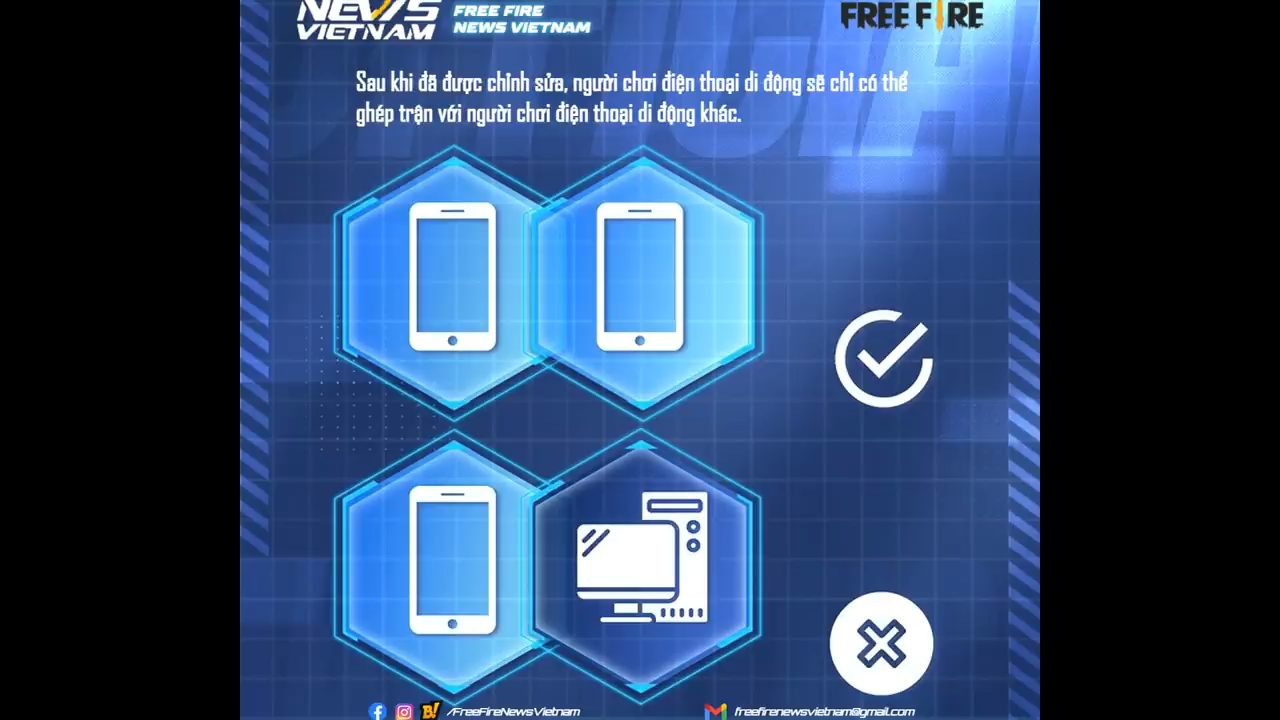 NEWS
VIETNAM
FREE FIRE
NEWS VIETNAM
FREE FIRE
Sau khi đã được chỉnh sửa, người chơi điện thoại di động sẽ chỉ có thể
ghép trận với người chơi điện thoại di động khác.
/FreeFireNewsVietnam
freefirenewsvietnam@gmail.com